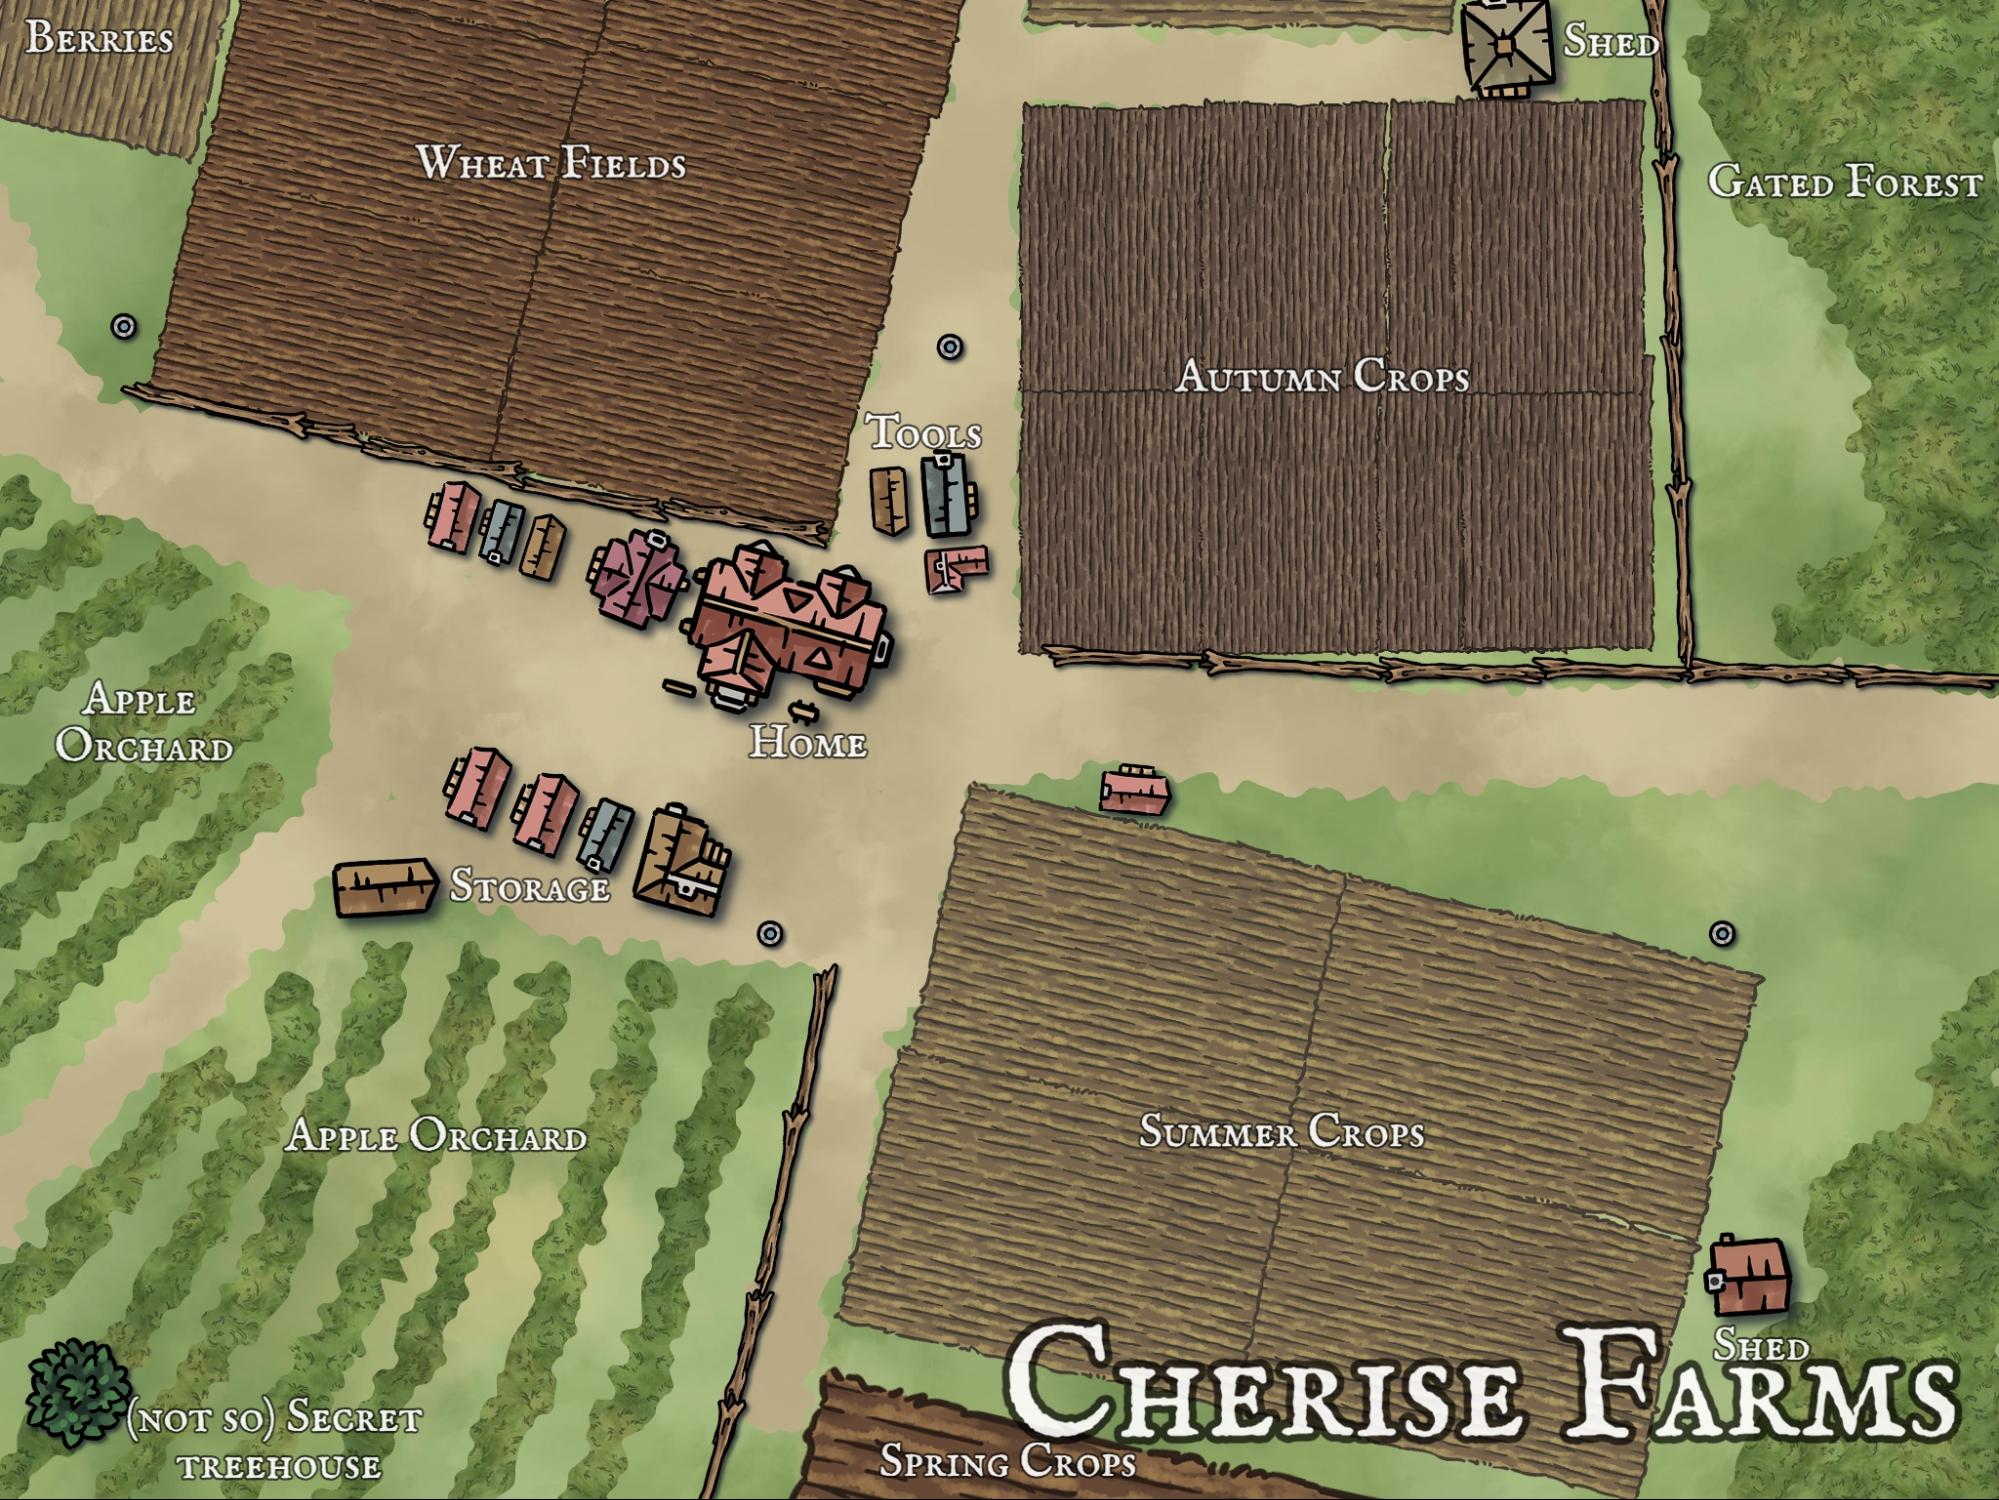 Berries
Shed
Wheat Fields
Gated Forest
Autumn Crops
Tools
Apple
Orchard
Home
Storage
Apple Orchard
Summer Crops
Shed
Cherise Farms
(not so) Secret
treehouse
Spring Crops